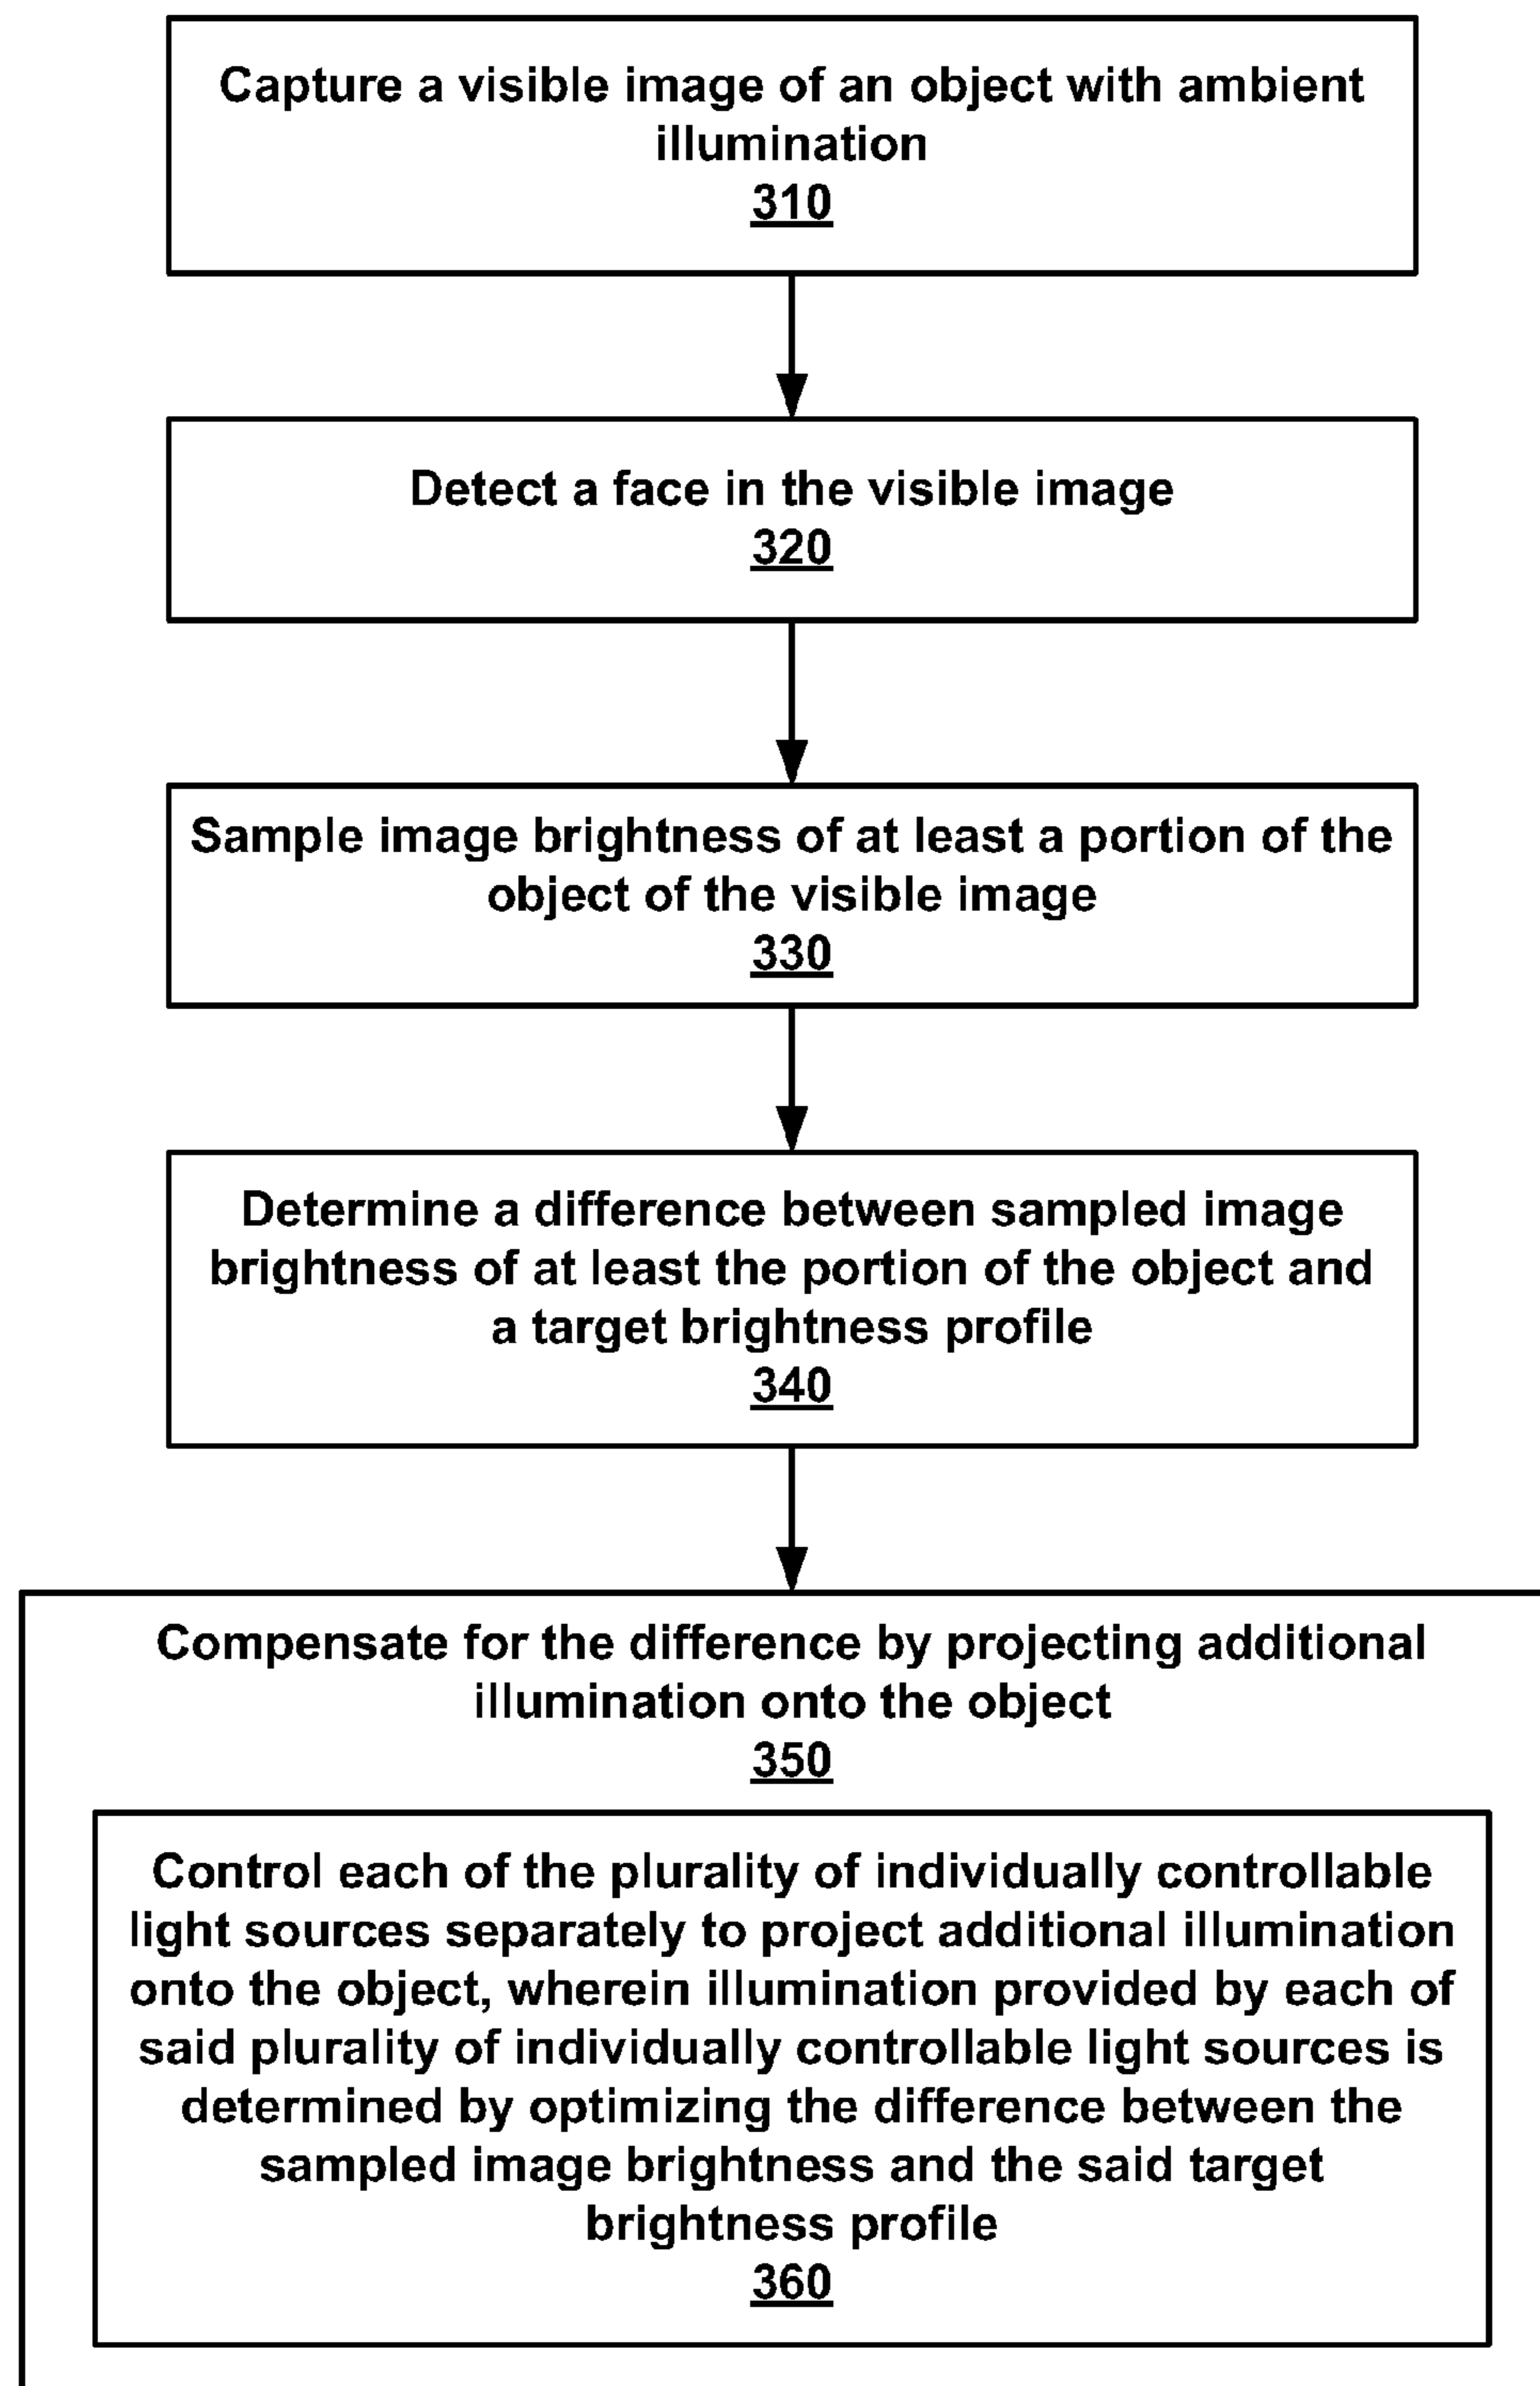 Capture a visible image of an object with ambient
illumination
310
Detect a face in the visible image
320
Sample image brightness of at least a portion of the
object of the visible image
330
Determine a difference between sampled image
brightness of at least the portion of the object and
a target brightness profile
340
Compensate for the difference by projecting additional
illumination onto the object
350
Control each of the plurality of individually controllable
light sources separately to project additional illumination
onto the object, wherein illumination provided by each of
said plurality of individually controllable light sources is
determined by optimizing the difference between the
sampled image brightness and the said target
brightness profile
360